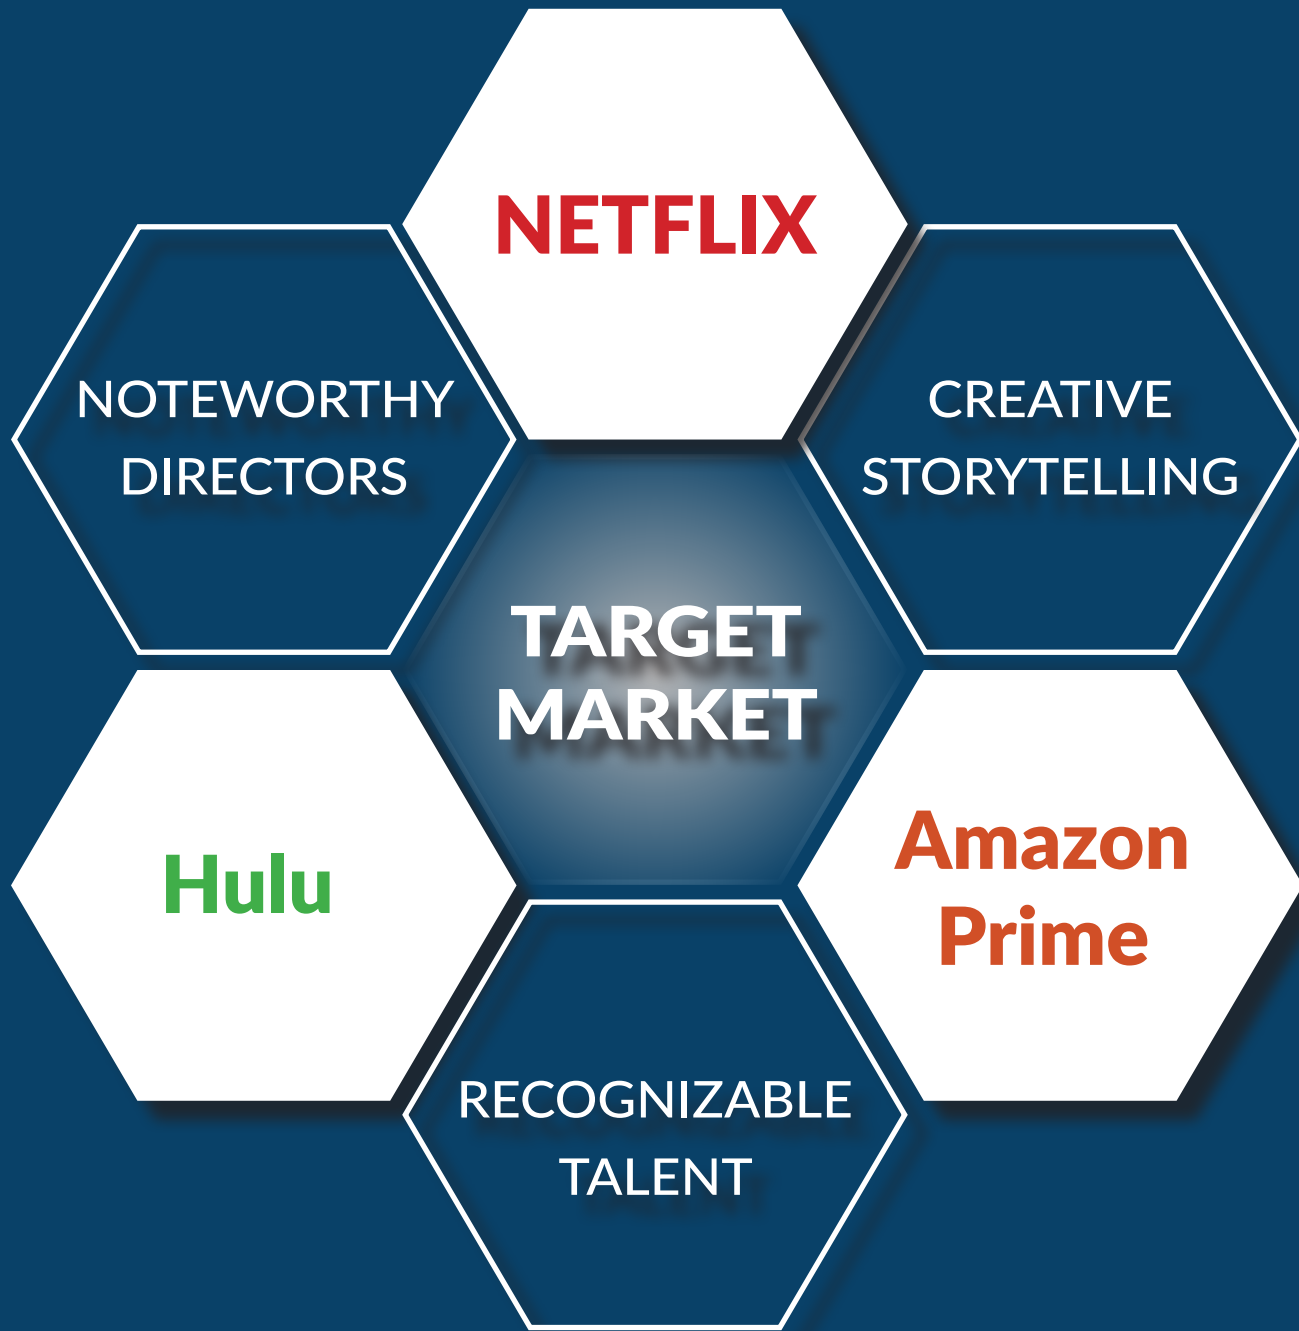 NETFLIX
NOTEWORTHY
DIRECTORS
CREATIVE
STORYTELLING
TARGET
MARKET
Hulu
Amazon
Prime
RECOGNIZABLE
TALENT